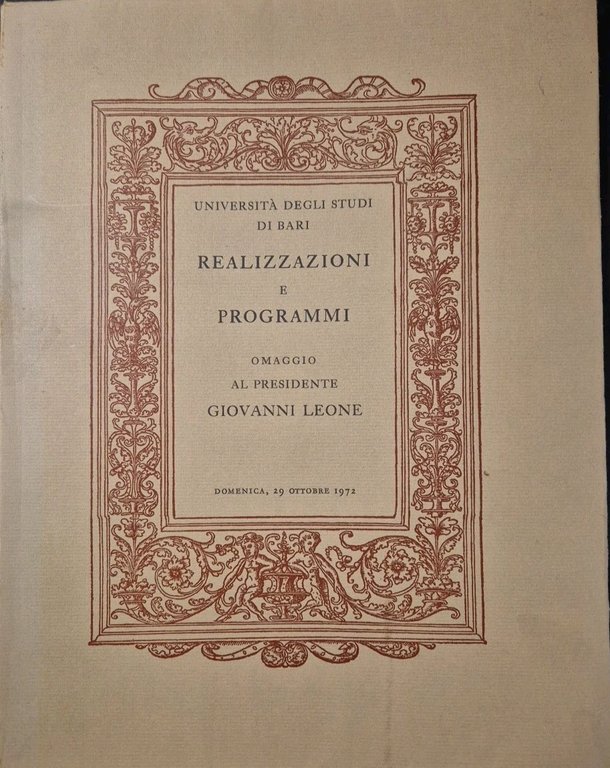 UNIVERSITÀ DEGLI STUDI
DI BARI
REALIZZAZIONI
E
PROGRAMMI
OMAGGIO
AL PRESIDENTE
GIOVANNI LEONE
DOMENICA, 29 OTTOBRE 1972